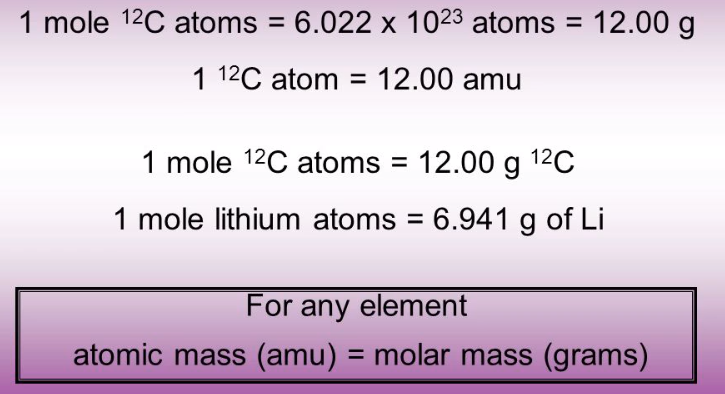 1 mole ¹²C atoms = 6.022 x 10²³ atoms = 12.00 g
1 ¹²C atom = 12.00 amu
1 mole ¹²C atoms = 12.00 g ¹²C
1 mole lithium atoms = 6.941 g of Li
For any element
atomic mass (amu) = molar mass (grams)